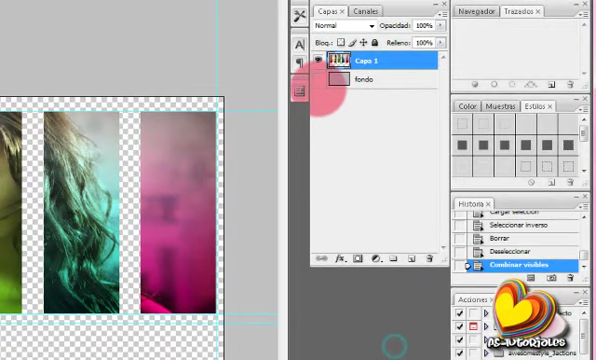 Capas × Canales
Normal Opacidad: 100%
Bloq.: Relleno: 100%
Capa 1
fondo
Navegador Trazados ×
Color Muestras Estilos ×
Historia ×
Cargar selección
Seleccionar inverso
Borrar
Deseleccionar
Combinar visibles
Acciones
AS-TUTORIALES
awesomestyle_3actions